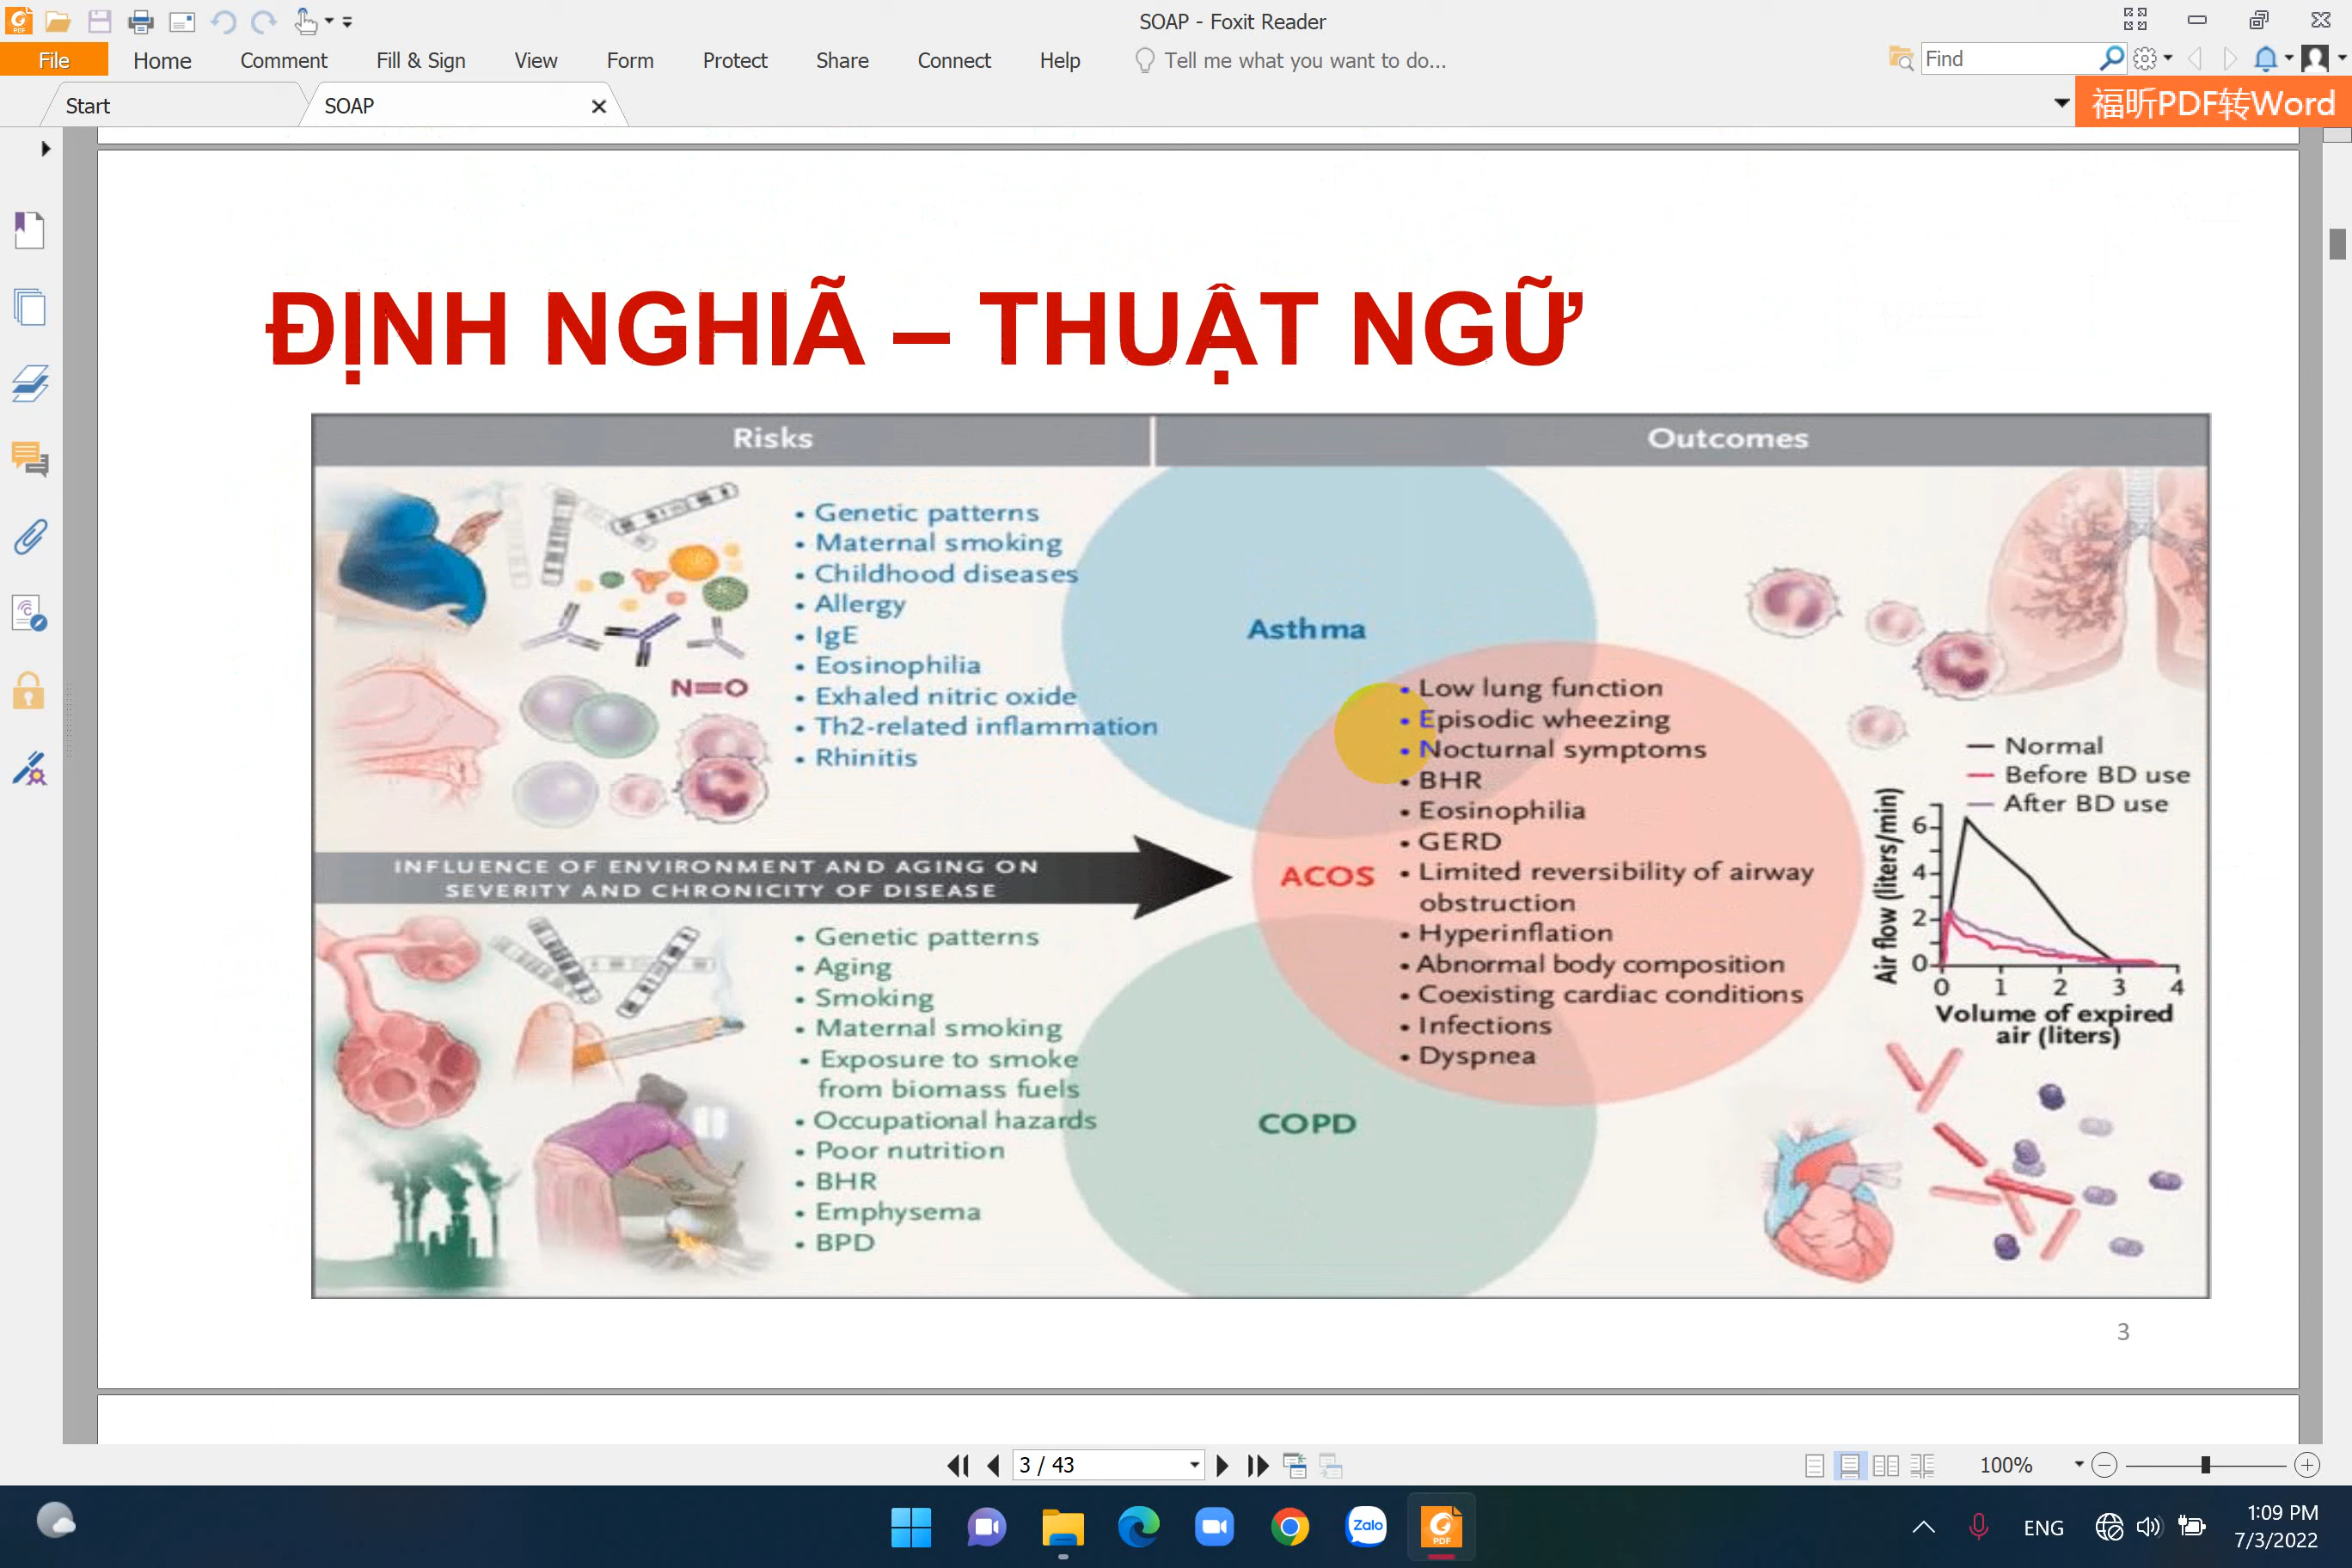 SOAP - Foxit Reader
File Home Comment Fill & Sign View Form Protect Share Connect Help Tell me what you want to do... Find
Start SOAP 福昕PDF转Word
ĐỊNH NGHIÃ – THUẬT NGỮ
Risks
Outcomes
• Genetic patterns
• Maternal smoking
• Childhood diseases
• Allergy
• IgE
• Eosinophilia
• Exhaled nitric oxide
• Th2-related inflammation
• Rhinitis
N=O
INFLUENCE OF ENVIRONMENT AND AGING ON
SEVERITY AND CHRONICITY OF DISEASE
• Genetic patterns
• Aging
• Smoking
• Maternal smoking
• Exposure to smoke
from biomass fuels
• Occupational hazards
• Poor nutrition
• BHR
• Emphysema
• BPD
Asthma
ACOS
COPD
• Low lung function
• Episodic wheezing
• Nocturnal symptoms
• BHR
• Eosinophilia
• GERD
• Limited reversibility of airway
obstruction
• Hyperinflation
• Abnormal body composition
• Coexisting cardiac conditions
• Infections
• Dyspnea
Normal
Before BD use
After BD use
Air flow (liters/min)
6
4
2
0
0 1 2 3 4
Volume of expired
air (liters)
3
3 / 43
100%
Zalo
ENG
1:09 PM
7/3/2022